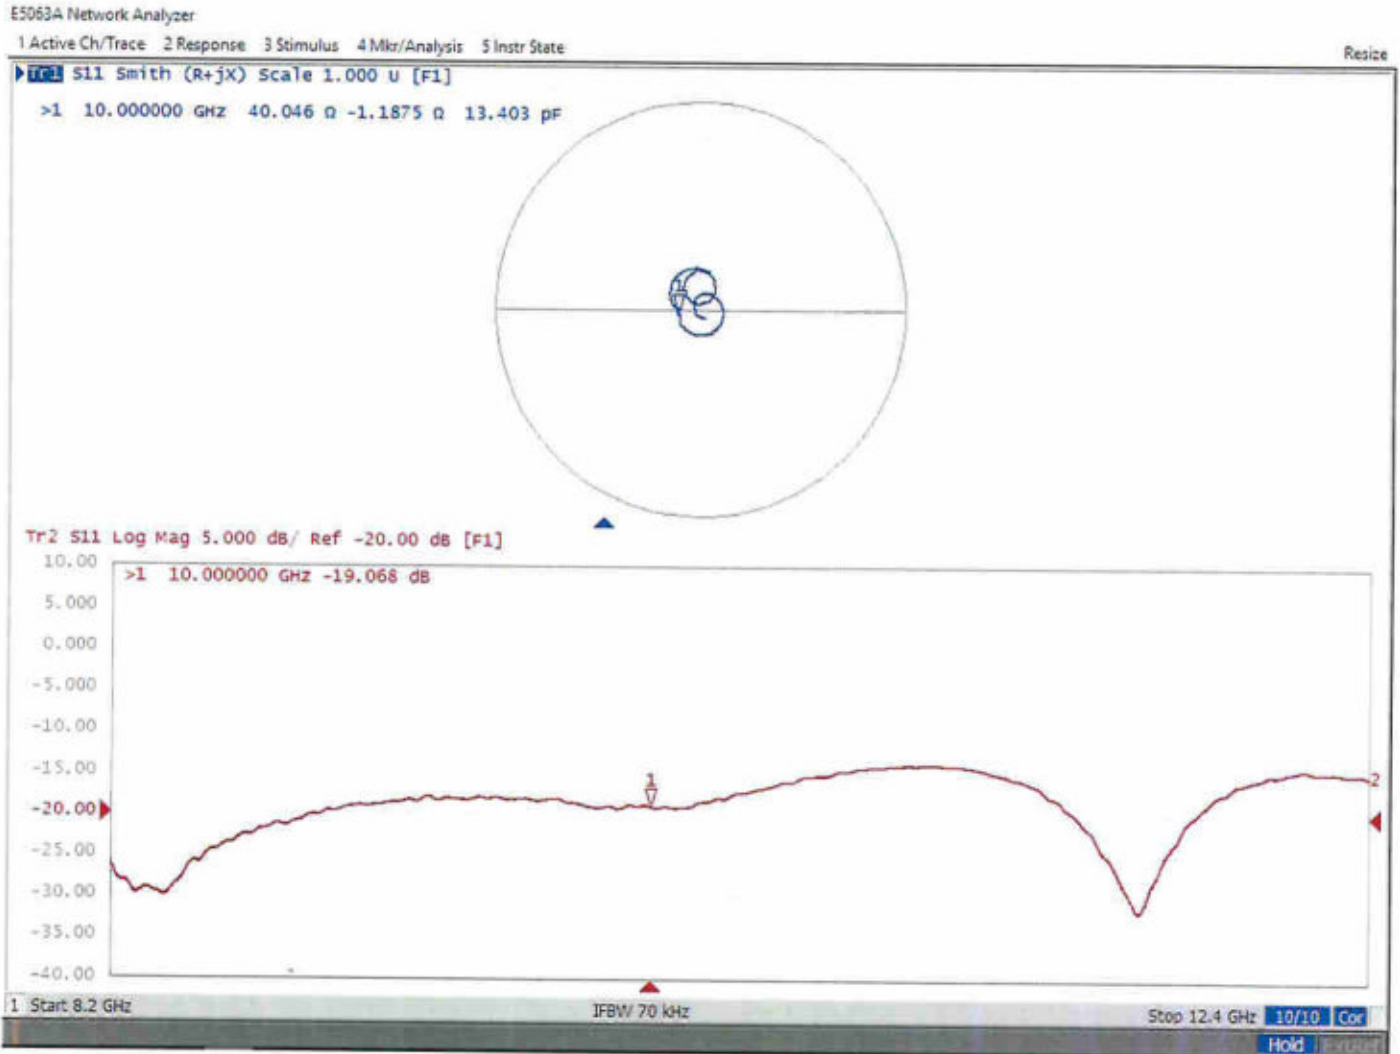 E5063A Network Analyzer
1 Active Ch/Trace 2 Response 3 Stimulus 4 Mkr/Analysis 5 Instr State
Resize
Tr1 S11 Smith (R+jX) Scale 1.000 U [F1]
>1 10.000000 GHz 40.046 Ω -1.1875 Ω 13.403 pF
1
Tr2 S11 Log Mag 5.000 dB/ Ref -20.00 dB [F1]
10.00
>1 10.000000 GHz -19.068 dB
5.000
0.000
-5.000
-10.00
-15.00
1
2
-20.00
-25.00
-30.00
-35.00
-40.00
1 Start 8.2 GHz
IFBW 70 kHz
Stop 12.4 GHz 10/10 Cor
Hold